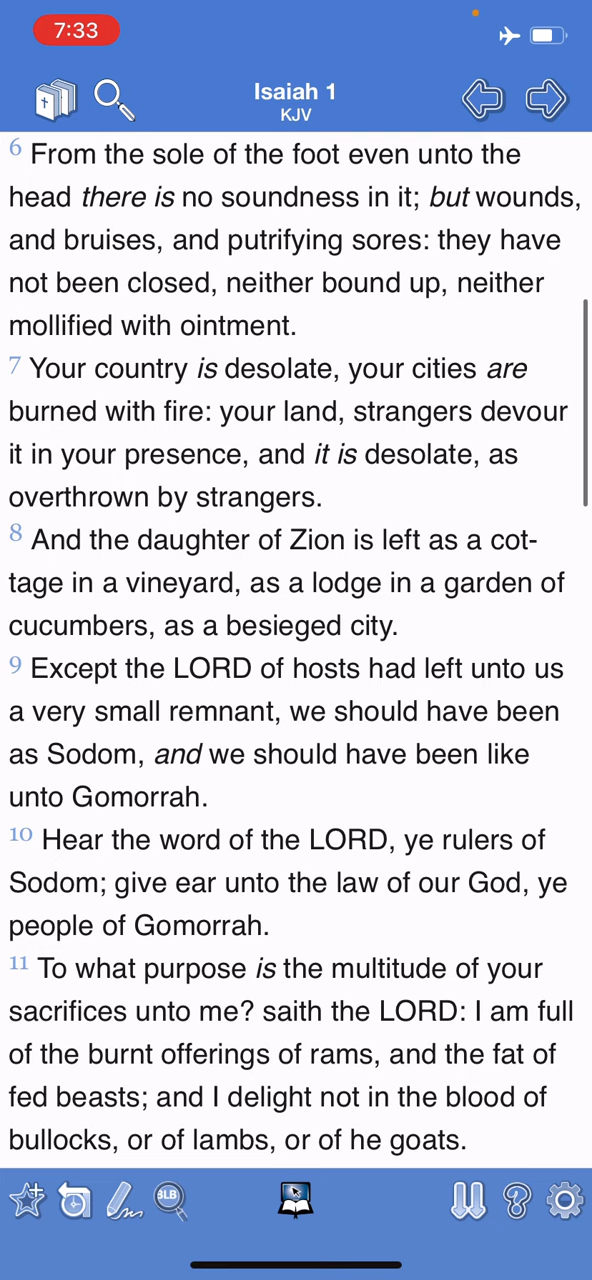 7:33
Isaiah 1
KJV
6 From the sole of the foot even unto the
head there is no soundness in it; but wounds,
and bruises, and putrifying sores: they have
not been closed, neither bound up, neither
mollified with ointment.
7 Your country is desolate, your cities are
burned with fire: your land, strangers devour
it in your presence, and it is desolate, as
overthrown by strangers.
8 And the daughter of Zion is left as a cot-
tage in a vineyard, as a lodge in a garden of
cucumbers, as a besieged city.
9 Except the LORD of hosts had left unto us
a very small remnant, we should have been
as Sodom, and we should have been like
unto Gomorrah.
10 Hear the word of the LORD, ye rulers of
Sodom; give ear unto the law of our God, ye
people of Gomorrah.
11 To what purpose is the multitude of your
sacrifices unto me? saith the LORD: I am full
of the burnt offerings of rams, and the fat of
fed beasts; and I delight not in the blood of
bullocks, or of lambs, or of he goats.
BLB